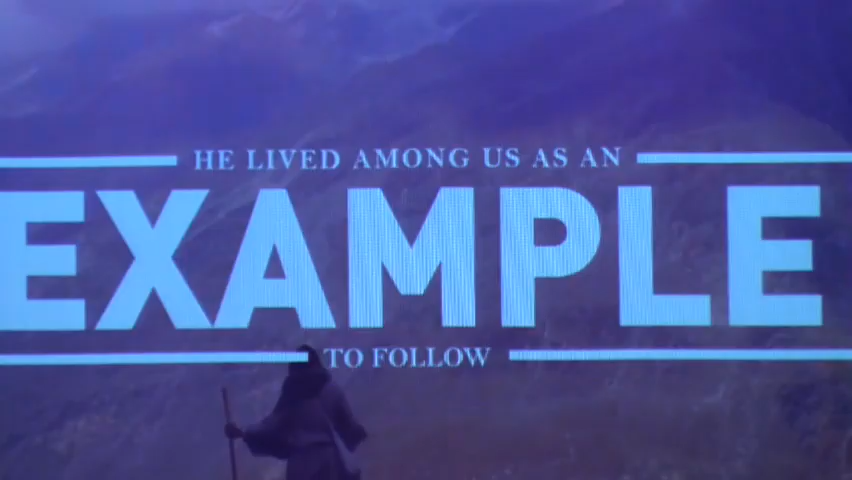 HE LIVED AMONG US AS AN
EXAMPLE
TO FOLLOW